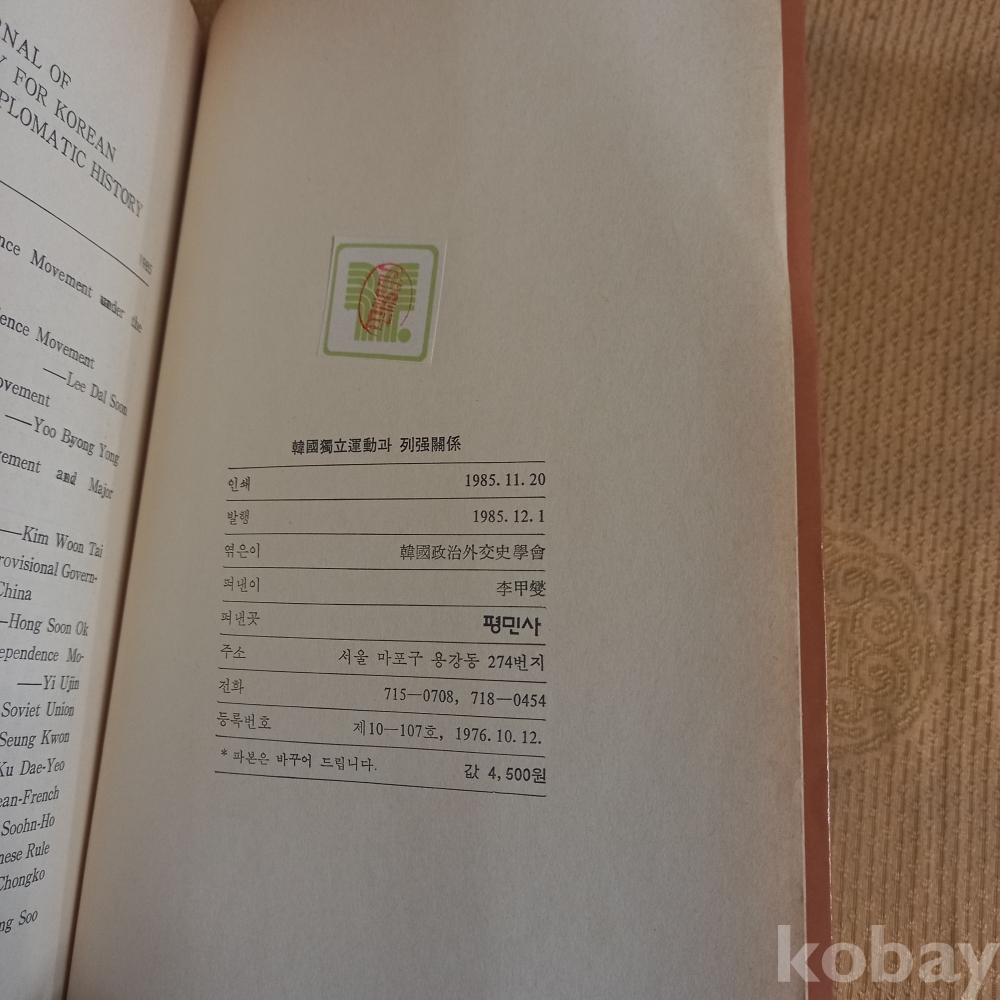 RNAL OF
Y FOR KOREAN
PLOMATIC HISTORY
1985
nce Movement under the
ence Movement
—Lee Dal Soon
ovement
—Yoo Byong Yong
ement and Major
—Kim Woon Tai
rovisional Govern-
China
—Hong Soon Ok
ependence Mo-
—Yi Ujin
Soviet Union
Seung Kwon
Ku Dae-Yeo
ean-French
Soohn-Ho
nese Rule
Chongko
ng Soo
韓國獨立運動과 列强關係
인쇄 1985. 11. 20
발행 1985. 12. 1
엮은이 韓國政治外交史學會
펴낸이 李甲燮
펴낸곳 평민사
주소 서울 마포구 용강동 274번지
전화 715—0708, 718—0454
등록번호 제10—107호, 1976. 10. 12.
* 파본은 바꾸어 드립니다. 값 4,500원
kobay